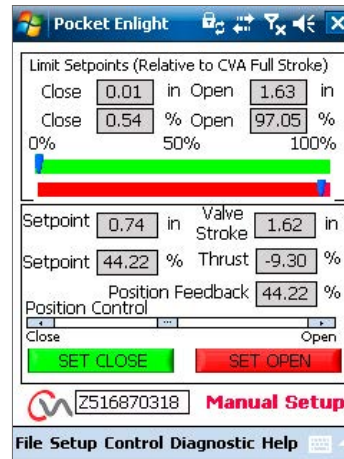 Pocket Enlight
Limit Setpoints (Relative to CVA Full Stroke)
Close 0.01 in Open 1.63 in
Close 0.54 % Open 97.05 %
0% 50% 100%
Setpoint 0.74 in Valve Stroke 1.62 in
Setpoint 44.22 % Thrust -9.30 %
Position Feedback 44.22 %
Position Control
Close Open
SET CLOSE SET OPEN
Z516870318 Manual Setup
File Setup Control Diagnostic Help